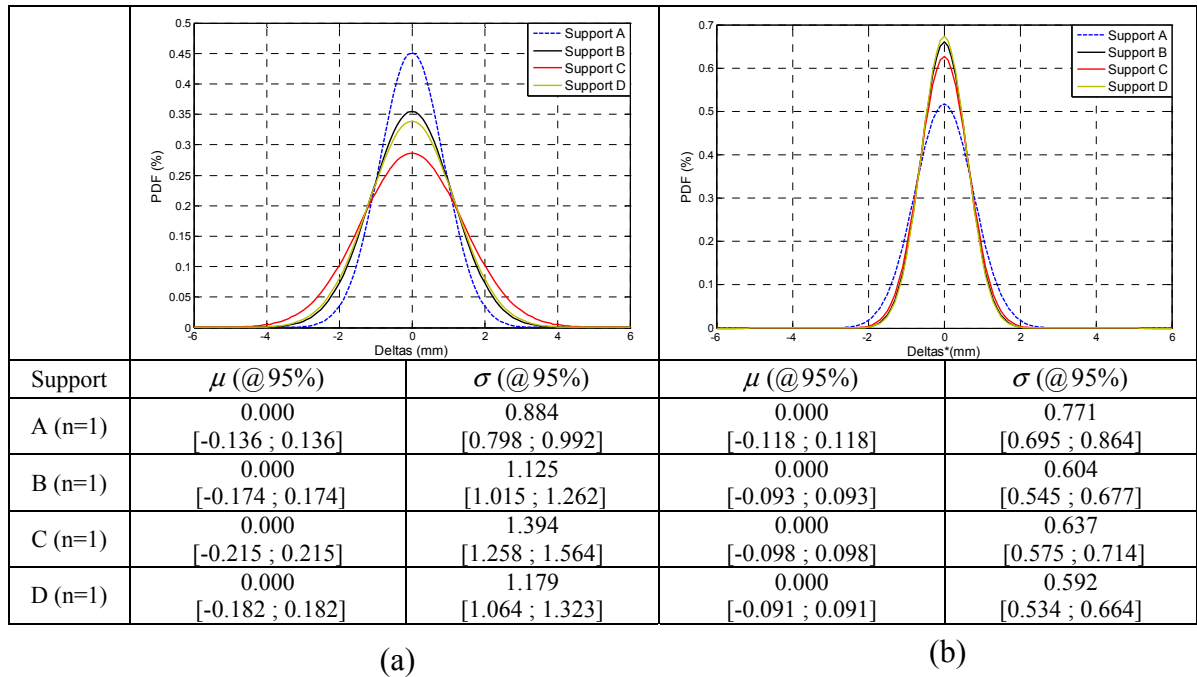 0.5
0.45
0.4
0.35
0.3
0.25
0.2
0.15
0.1
0.05
0
PDF (%)
-6 -4 -2 0 2 4 6
Deltas (mm)
Support A
Support B
Support C
Support D
0.7
0.6
0.5
0.4
0.3
0.2
0.1
0
PDF (%)
-6 -4 -2 0 2 4 6
Deltas*(mm)
Support A
Support B
Support C
Support D
Support μ (@95%) σ (@95%) μ (@95%) σ (@95%)
A (n=1) 0.000 0.884 0.000 0.771
[-0.136 ; 0.136] [0.798 ; 0.992] [-0.118 ; 0.118] [0.695 ; 0.864]
B (n=1) 0.000 1.125 0.000 0.604
[-0.174 ; 0.174] [1.015 ; 1.262] [-0.093 ; 0.093] [0.545 ; 0.677]
C (n=1) 0.000 1.394 0.000 0.637
[-0.215 ; 0.215] [1.258 ; 1.564] [-0.098 ; 0.098] [0.575 ; 0.714]
D (n=1) 0.000 1.179 0.000 0.592
[-0.182 ; 0.182] [1.064 ; 1.323] [-0.091 ; 0.091] [0.534 ; 0.664]
(a) (b)